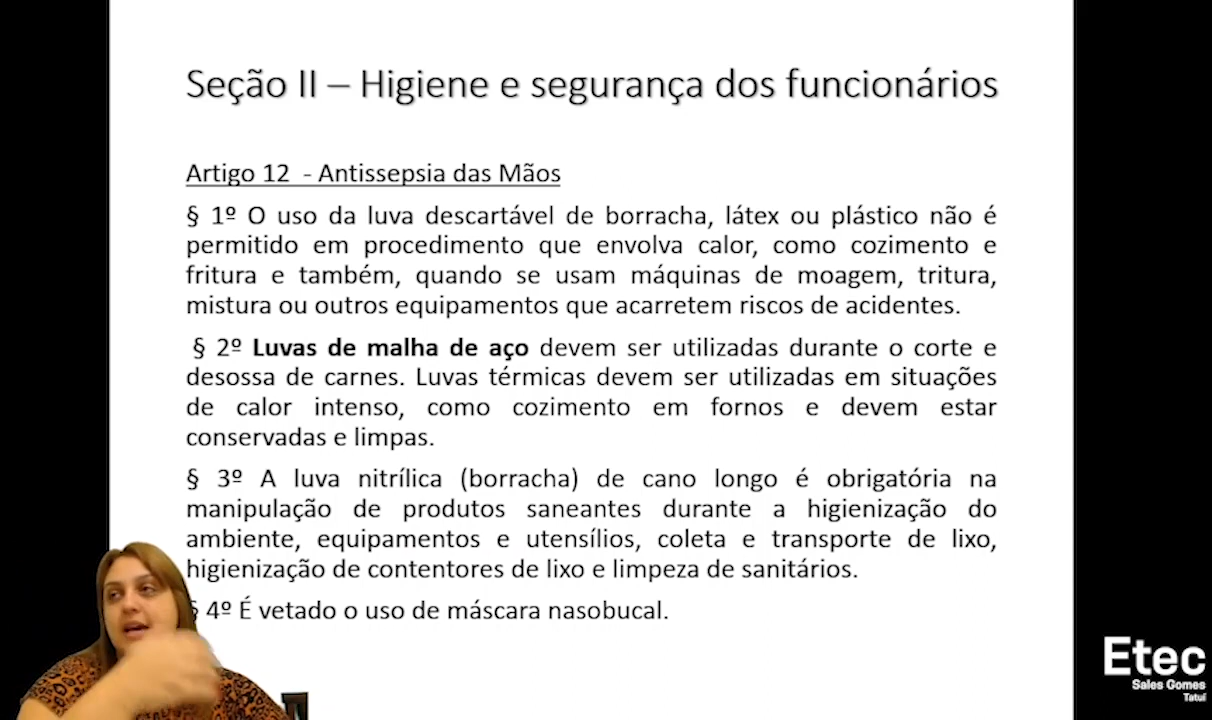 Seção II – Higiene e segurança dos funcionários
Artigo 12 - Antissepsia das Mãos
§ 1º O uso da luva descartável de borracha, látex ou plástico não é
permitido em procedimento que envolva calor, como cozimento e
fritura e também, quando se usam máquinas de moagem, tritura,
mistura ou outros equipamentos que acarretem riscos de acidentes.
§ 2º Luvas de malha de aço devem ser utilizadas durante o corte e
desossa de carnes. Luvas térmicas devem ser utilizadas em situações
de calor intenso, como cozimento em fornos e devem estar
conservadas e limpas.
§ 3º A luva nitrílica (borracha) de cano longo é obrigatória na
manipulação de produtos saneantes durante a higienização do
ambiente, equipamentos e utensílios, coleta e transporte de lixo,
higienização de contentores de lixo e limpeza de sanitários.
§ 4º É vetado o uso de máscara nasobucal.
Etec
Sales Gomes
Tatuí